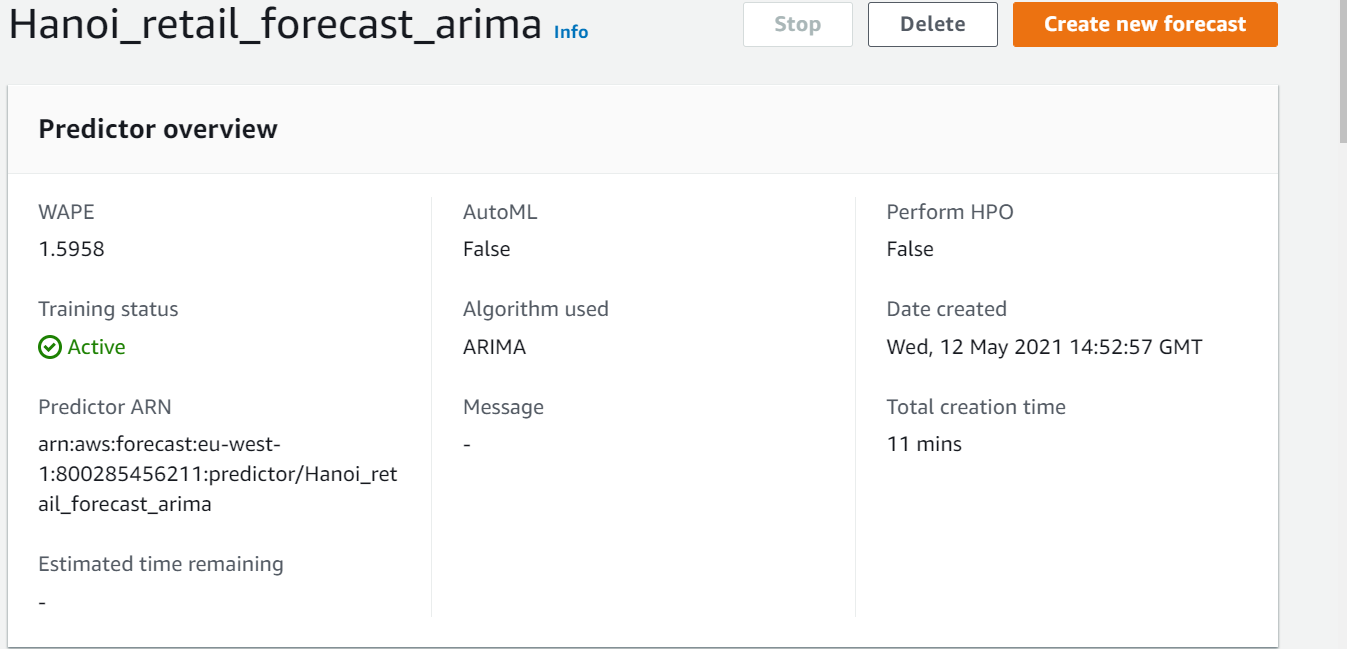 Hanoi_retail_forecast_arima Info
Stop
Delete
Create new forecast
Predictor overview
WAPE
1.5958
Training status
Active
Predictor ARN
arn:aws:forecast:eu-west-
1:800285456211:predictor/Hanoi_ret
ail_forecast_arima
Estimated time remaining
-
AutoML
False
Algorithm used
ARIMA
Message
-
Perform HPO
False
Date created
Wed, 12 May 2021 14:52:57 GMT
Total creation time
11 mins